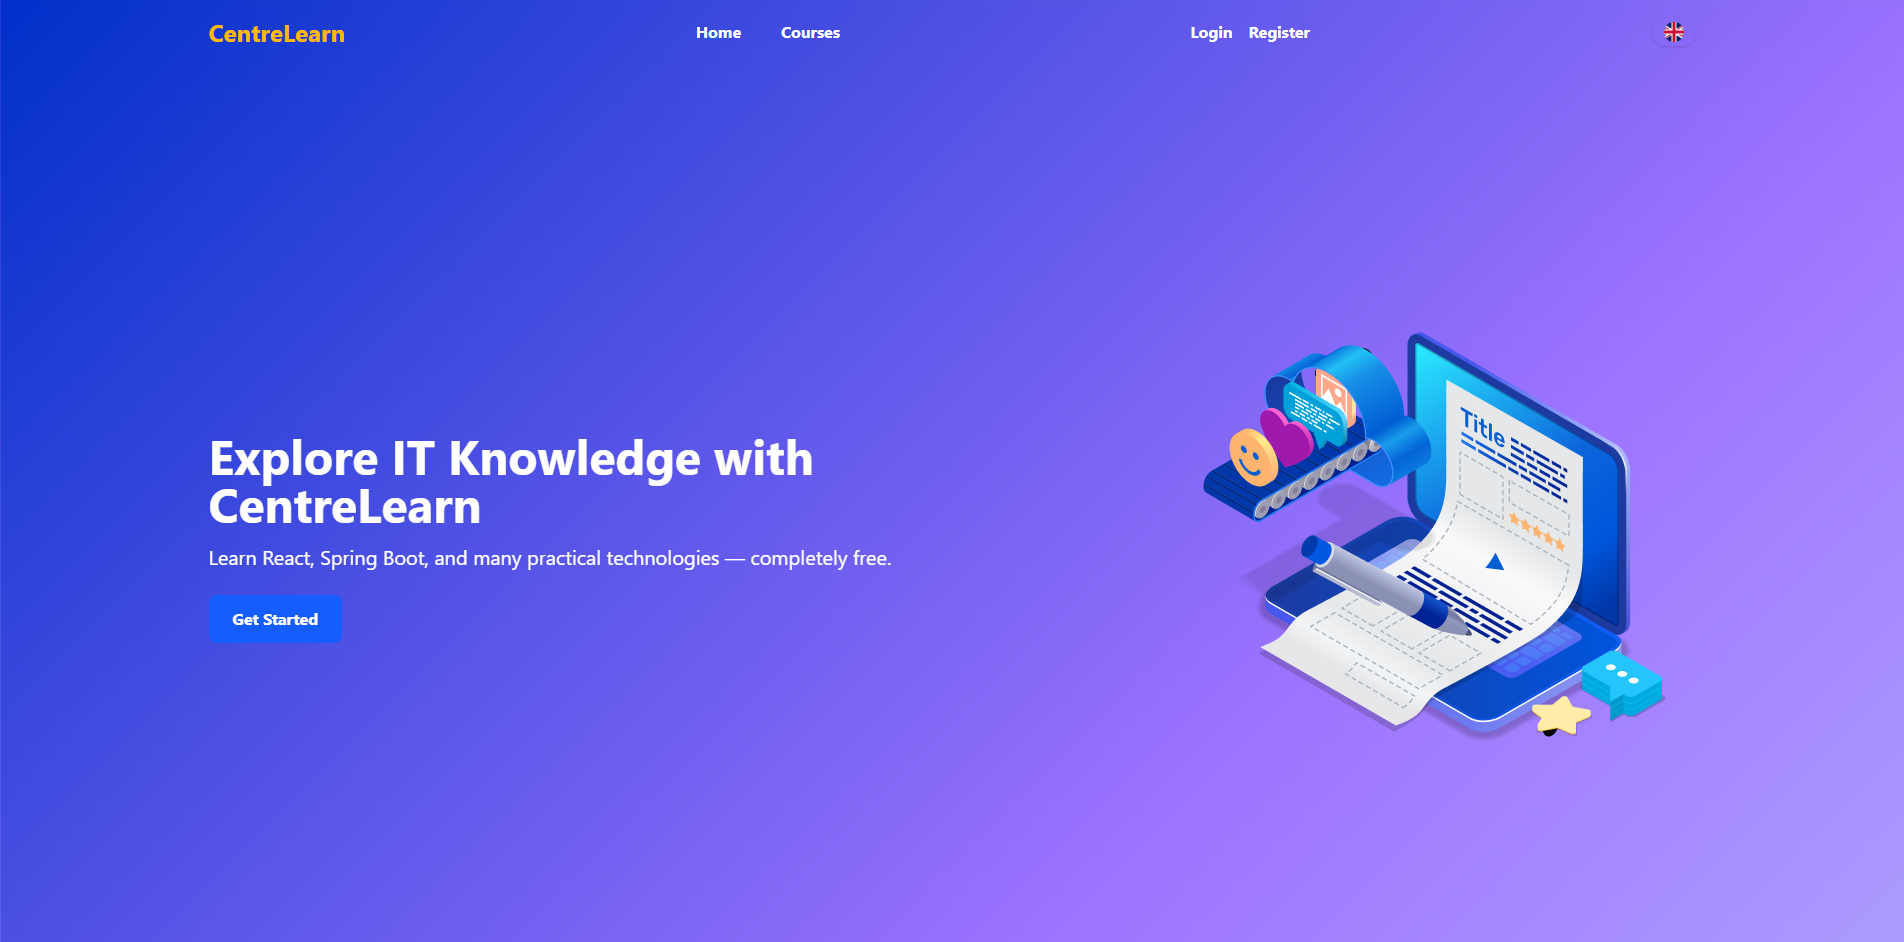 CentreLearn
Home Courses
Login Register
Explore IT Knowledge with
CentreLearn
Learn React, Spring Boot, and many practical technologies — completely free.
Get Started
Title